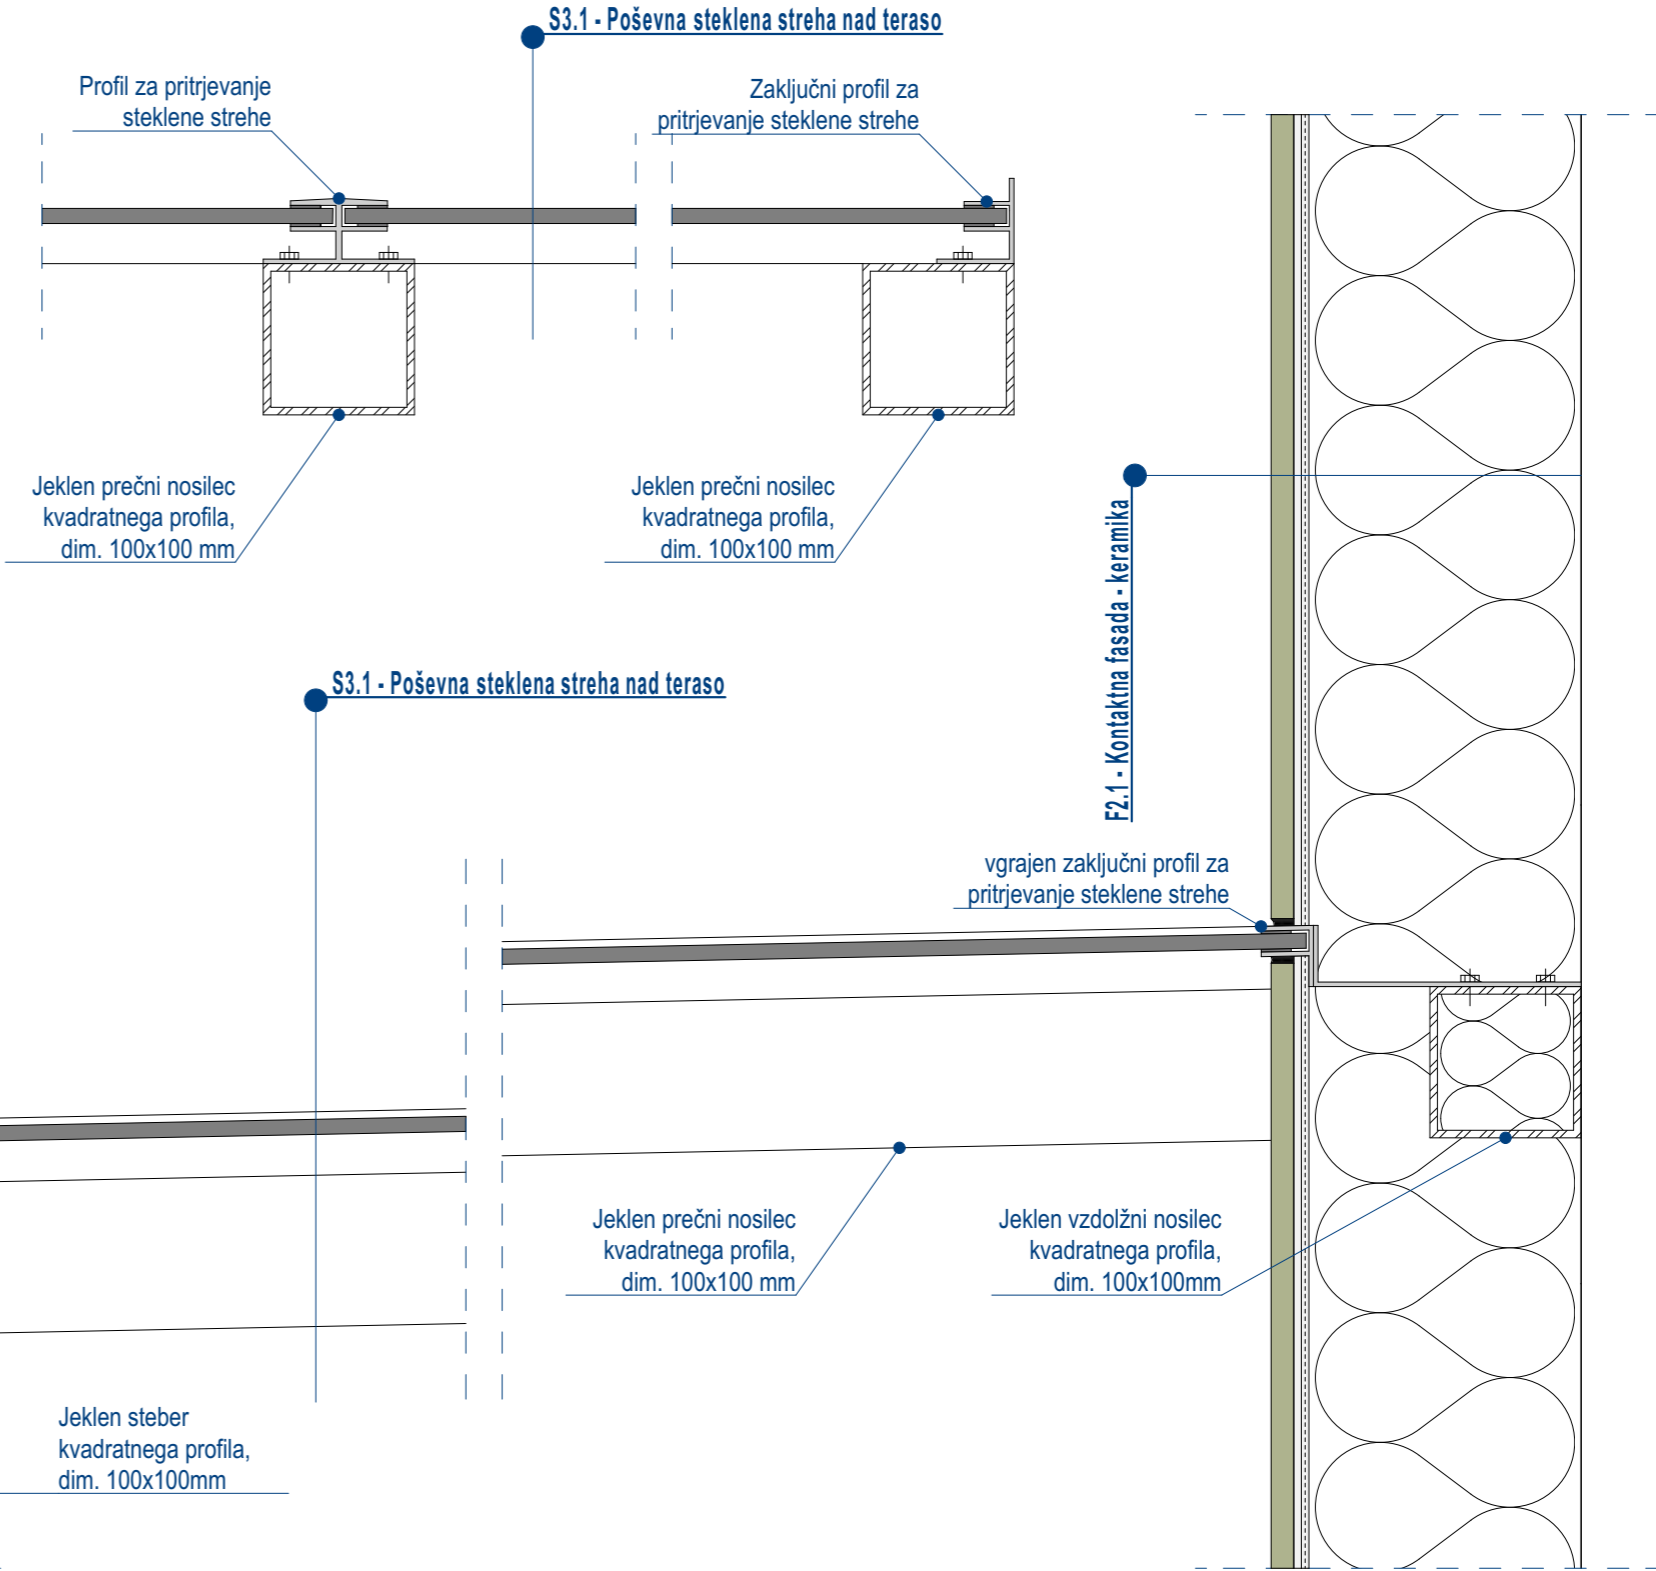 S3.1 - Poševna steklena streha nad teraso
Profil za pritrjevanje
steklene strehe
Zaključni profil za
pritrjevanje steklene strehe
Jeklen prečni nosilec
kvadratnega profila,
dim. 100x100 mm
Jeklen prečni nosilec
kvadratnega profila,
dim. 100x100 mm
F2.1 - Kontaktna fasada - keramika
S3.1 - Poševna steklena streha nad teraso
vgrajen zaključni profil za
pritrjevanje steklene strehe
Jeklen prečni nosilec
kvadratnega profila,
dim. 100x100 mm
Jeklen vzdolžni nosilec
kvadratnega profila,
dim. 100x100mm
Jeklen steber
kvadratnega profila,
dim. 100x100mm